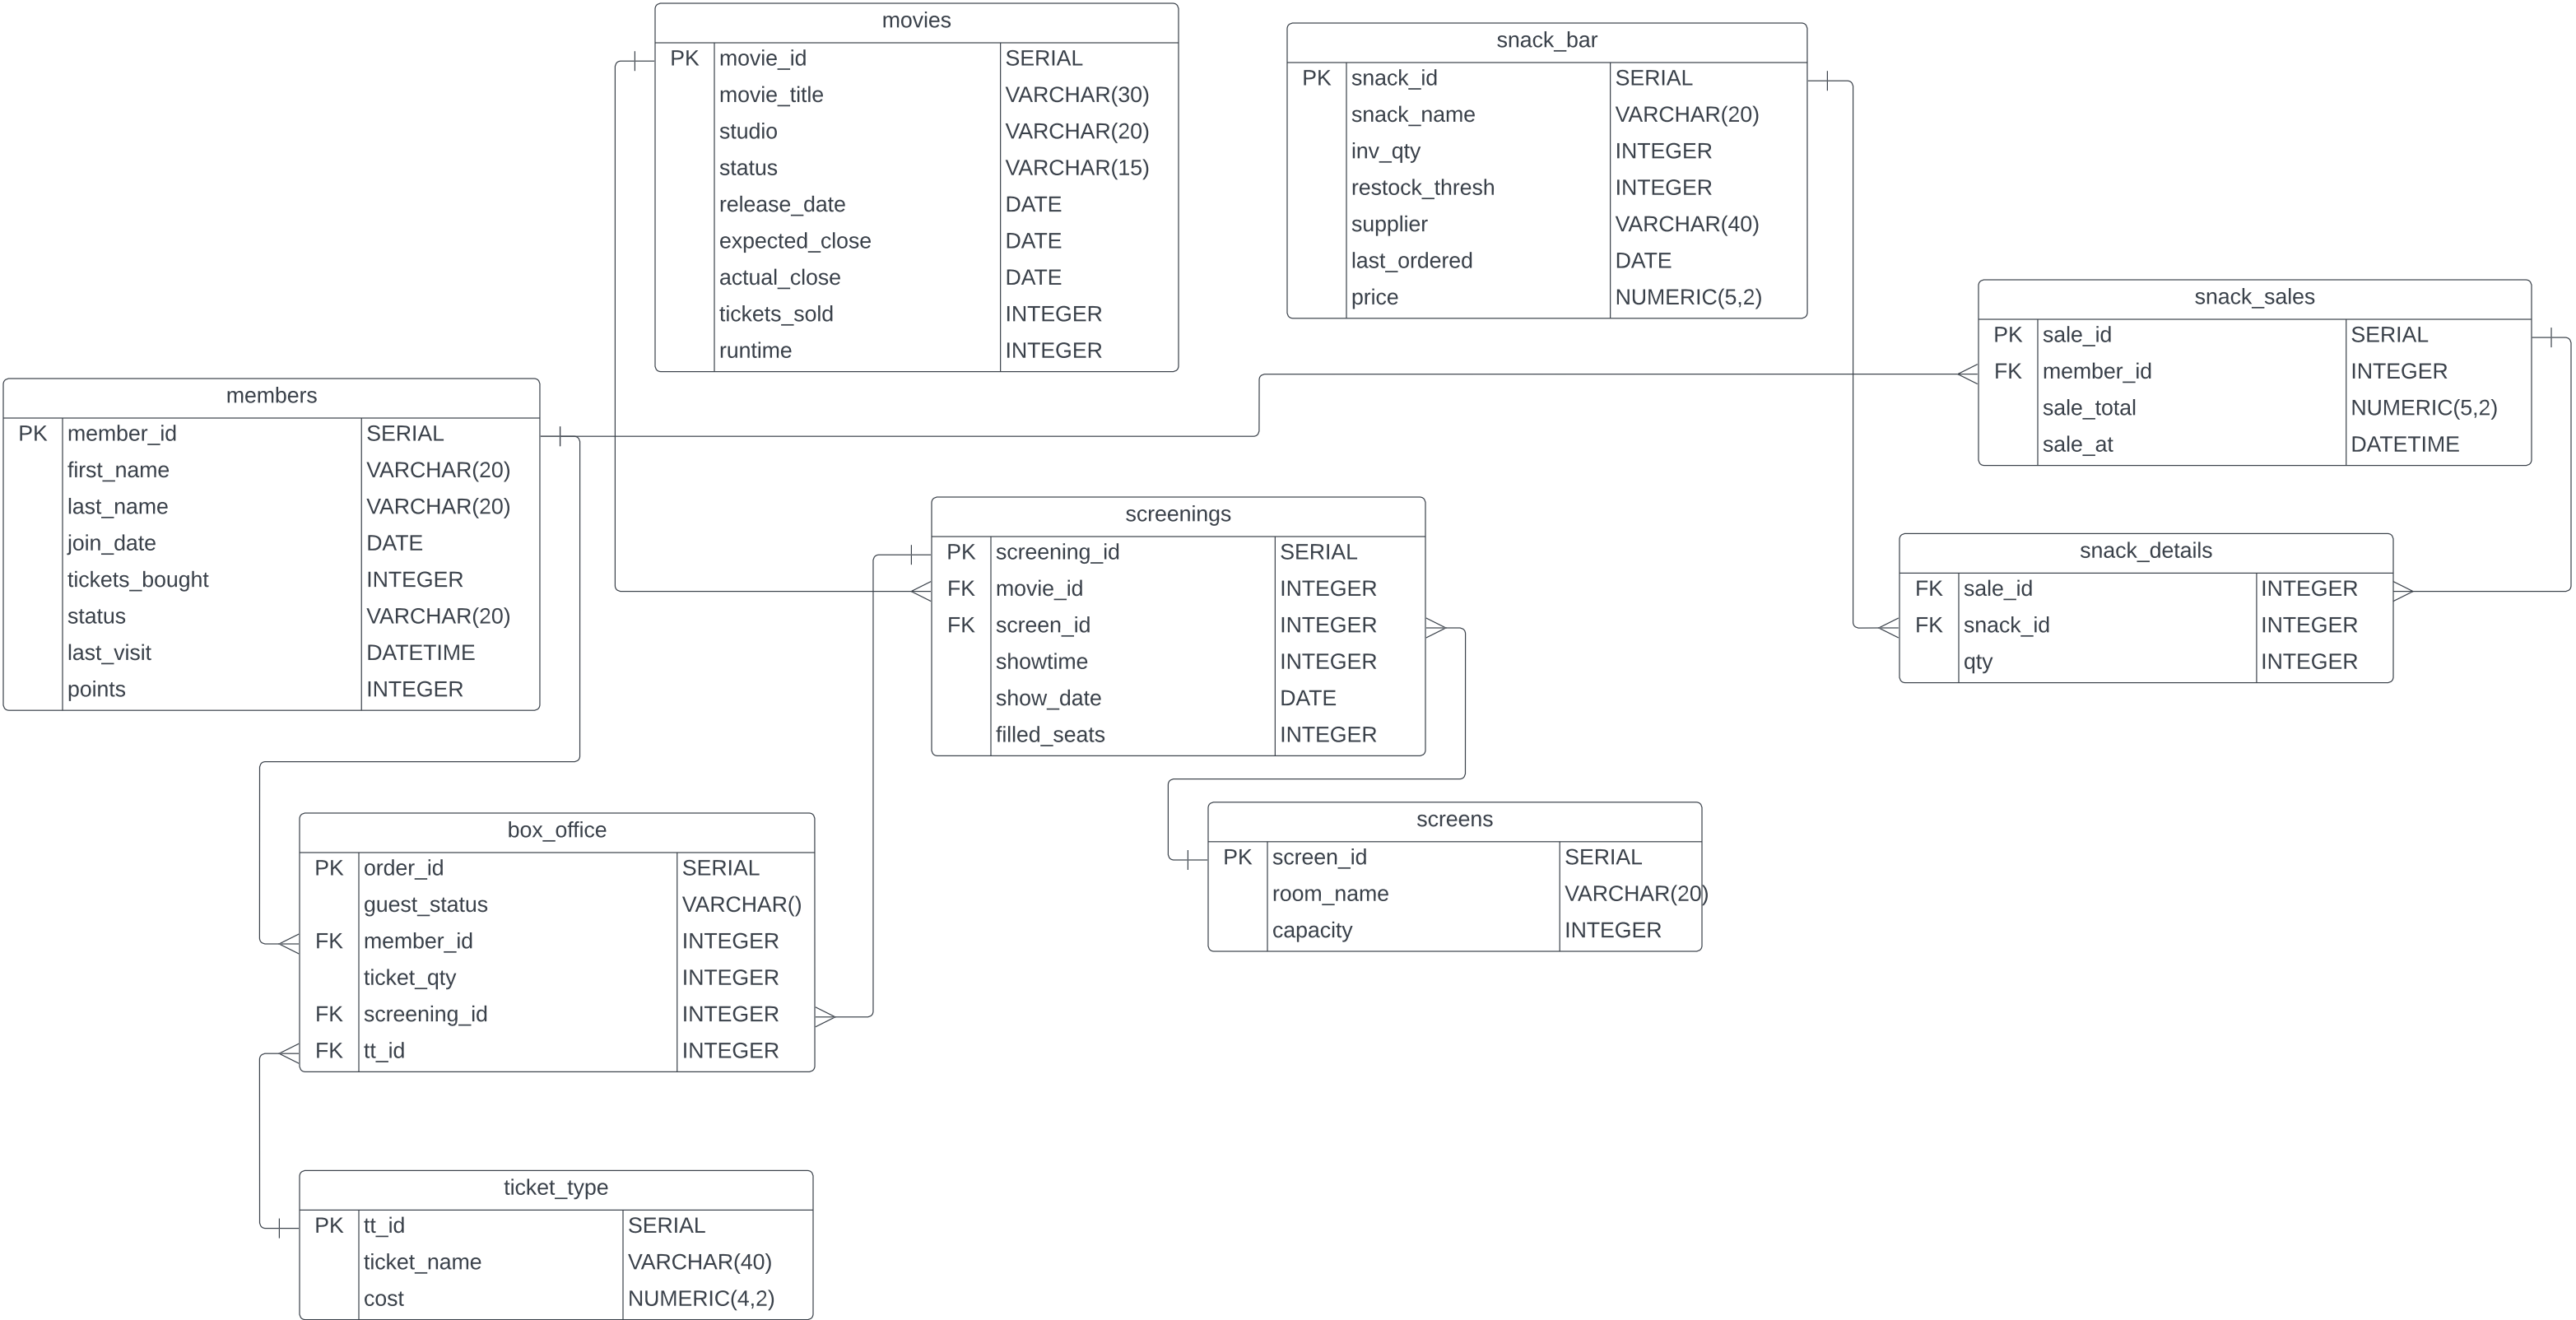 movies
PK movie_id SERIAL
movie_title VARCHAR(30)
studio VARCHAR(20)
status VARCHAR(15)
release_date DATE
expected_close DATE
actual_close DATE
tickets_sold INTEGER
runtime INTEGER
snack_bar
PK snack_id SERIAL
snack_name VARCHAR(20)
inv_qty INTEGER
restock_thresh INTEGER
supplier VARCHAR(40)
last_ordered DATE
price NUMERIC(5,2)
snack_sales
PK sale_id SERIAL
FK member_id INTEGER
sale_total NUMERIC(5,2)
sale_at DATETIME
members
PK member_id SERIAL
first_name VARCHAR(20)
last_name VARCHAR(20)
join_date DATE
tickets_bought INTEGER
status VARCHAR(20)
last_visit DATETIME
points INTEGER
screenings
PK screening_id SERIAL
FK movie_id INTEGER
FK screen_id INTEGER
showtime INTEGER
show_date DATE
filled_seats INTEGER
snack_details
FK sale_id INTEGER
FK snack_id INTEGER
qty INTEGER
box_office
PK order_id SERIAL
guest_status VARCHAR()
FK member_id INTEGER
ticket_qty INTEGER
FK screening_id INTEGER
FK tt_id INTEGER
screens
PK screen_id SERIAL
room_name VARCHAR(20)
capacity INTEGER
ticket_type
PK tt_id SERIAL
ticket_name VARCHAR(40)
cost NUMERIC(4,2)